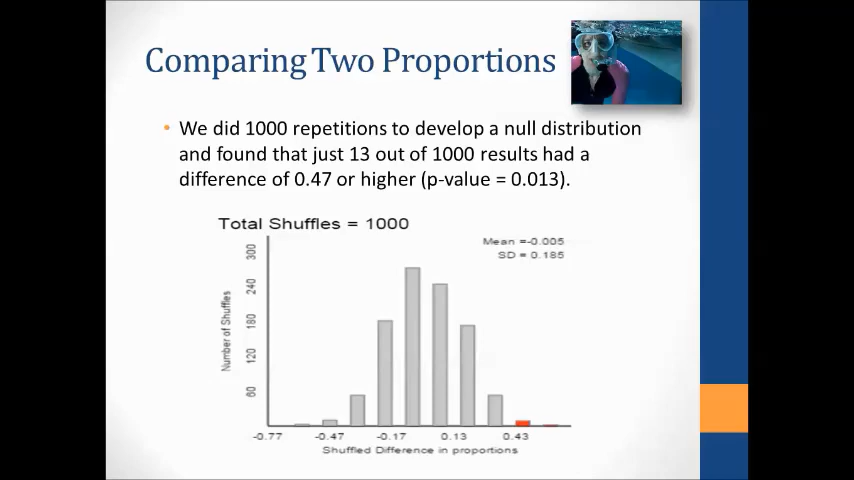 Comparing Two Proportions
• We did 1000 repetitions to develop a null distribution
and found that just 13 out of 1000 results had a
difference of 0.47 or higher (p-value = 0.013).
Total Shuffles = 1000
Mean =-0.005
SD = 0.185
300
240
180
120
60
Number of Shuffles
-0.77 -0.47 -0.17 0.13 0.43
Shuffled Difference in proportions